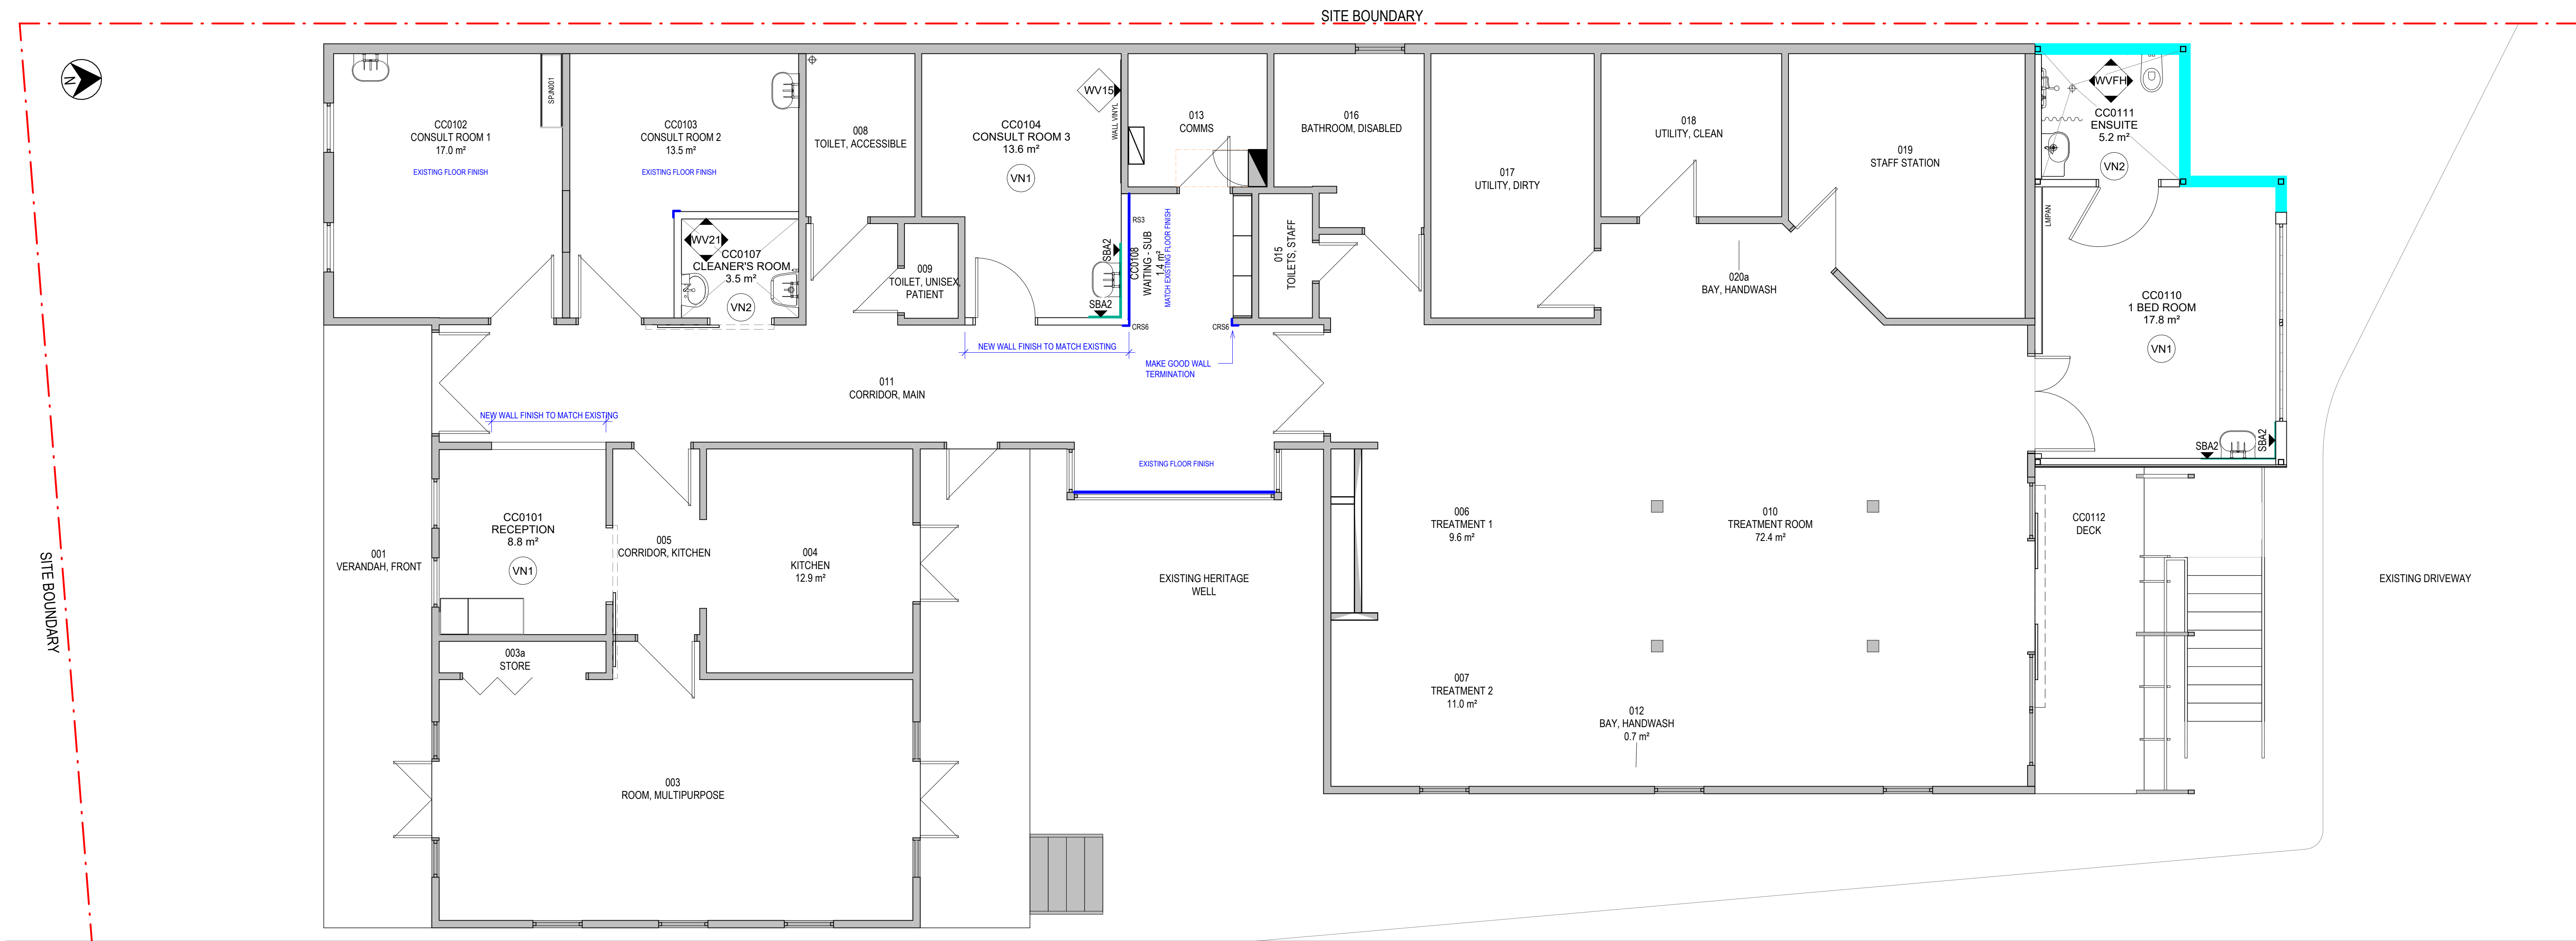 SITE BOUNDARY
N
CC0102
CONSULT ROOM 1
17.0 m²
EXISTING FLOOR FINISH
SPJN001
CC0103
CONSULT ROOM 2
13.5 m²
EXISTING FLOOR FINISH
WV21
CC0107
CLEANER'S ROOM
3.5 m²
VN2
008
TOILET, ACCESSIBLE
009
TOILET, UNISEX,
PATIENT
CC0104
CONSULT ROOM 3
13.6 m²
VN1
WV15
WALL VINYL
SBA2
SBA2
013
COMMS
RS3
CC0108
WAITING - SUB
1.4 m²
MATCH EXISTING FLOOR FINISH
CRS6
CRS6
015
TOILETS, STAFF
016
BATHROOM, DISABLED
017
UTILITY, DIRTY
018
UTILITY, CLEAN
019
STAFF STATION
020a
BAY, HANDWASH
WVFH
CC0111
ENSUITE
5.2 m²
VN2
LMPAN
CC0110
1 BED ROOM
17.8 m²
VN1
SBA2
SBA2
NEW WALL FINISH TO MATCH EXISTING
MAKE GOOD WALL
TERMINATION
011
CORRIDOR, MAIN
NEW WALL FINISH TO MATCH EXISTING
EXISTING FLOOR FINISH
SITE BOUNDARY
001
VERANDAH, FRONT
CC0101
RECEPTION
8.8 m²
VN1
005
CORRIDOR, KITCHEN
004
KITCHEN
12.9 m²
EXISTING HERITAGE
WELL
006
TREATMENT 1
9.6 m²
010
TREATMENT ROOM
72.4 m²
CC0112
DECK
EXISTING DRIVEWAY
003a
STORE
007
TREATMENT 2
11.0 m²
012
BAY, HANDWASH
0.7 m²
003
ROOM, MULTIPURPOSE